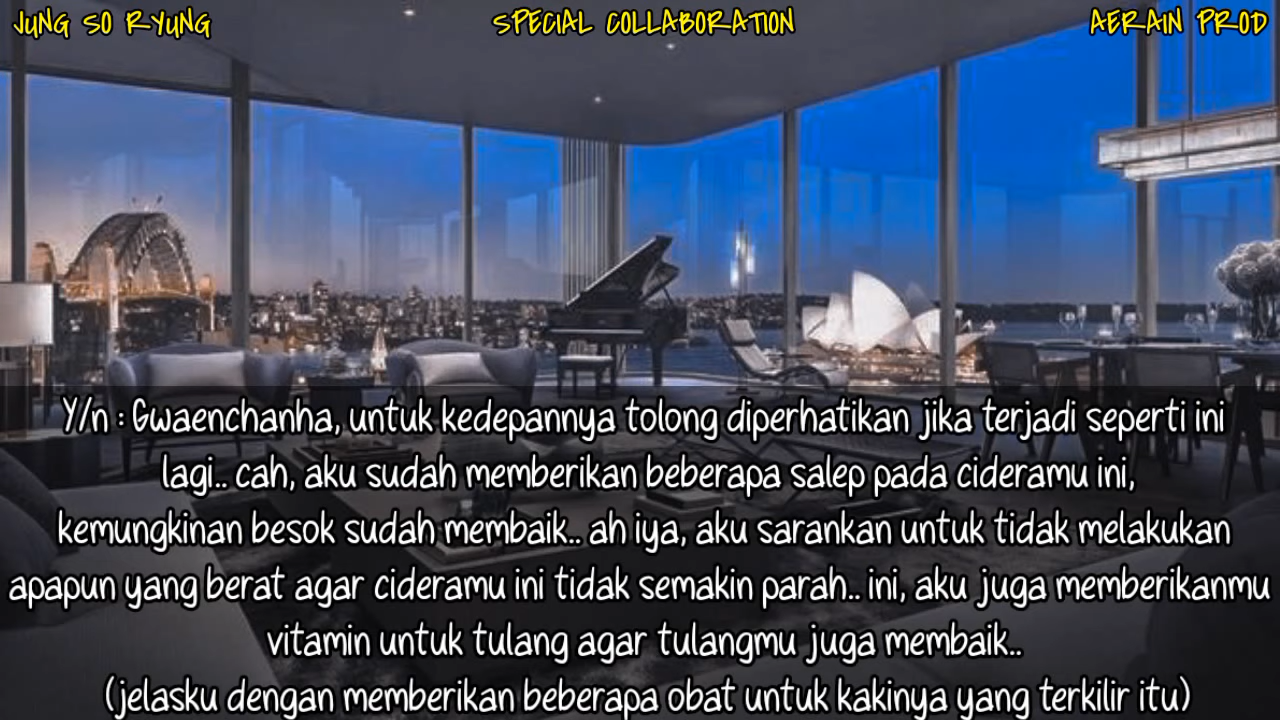 JUNG SO RYUNG
SPECIAL COLLABORATION
AERAIN PROD
Y/n : Gwaenchanha, untuk kedepannya tolong diperhatikan jika terjadi seperti ini
lagi.. cah, aku sudah memberikan beberapa salep pada cideramu ini,
kemungkinan besok sudah membaik.. ah iya, aku sarankan untuk tidak melakukan
apapun yang berat agar cideramu ini tidak semakin parah.. ini, aku juga memberikanmu
vitamin untuk tulang agar tulangmu juga membaik..
(jelasku dengan memberikan beberapa obat untuk kakinya yang terkilir itu)